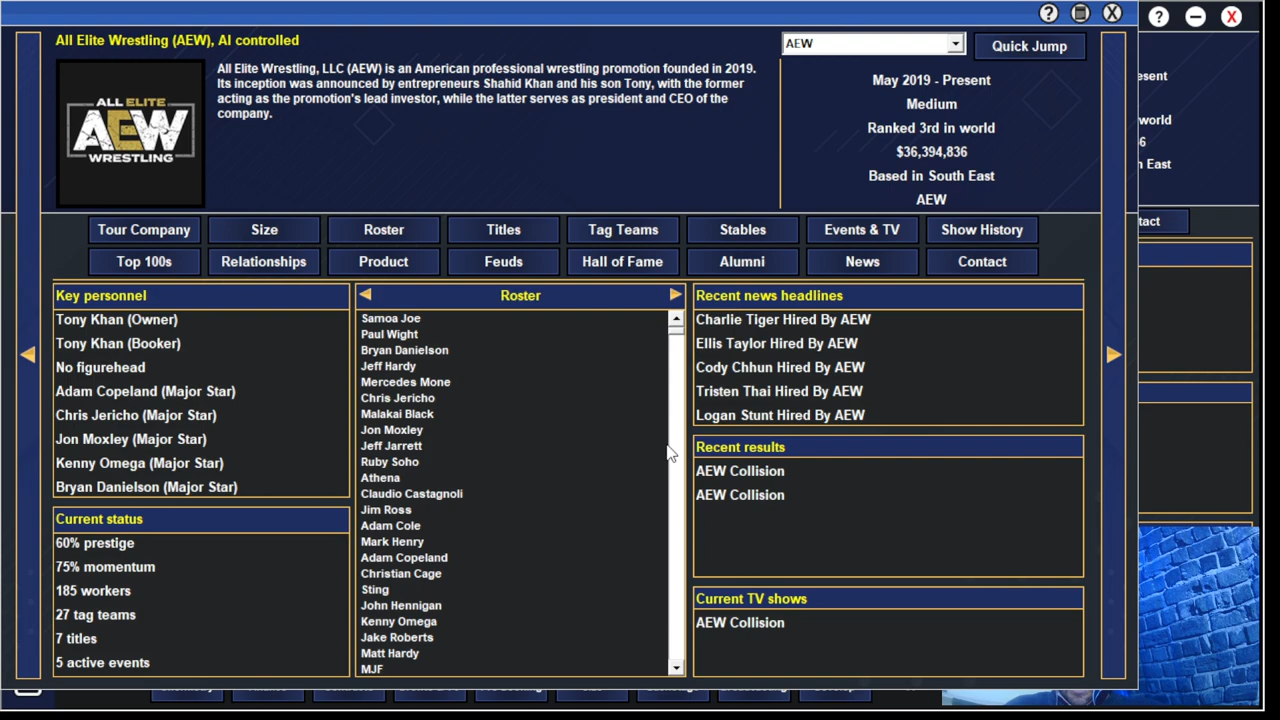 All Elite Wrestling (AEW), AI controlled
ALL ELITE
AEW
WRESTLING
All Elite Wrestling, LLC (AEW) is an American professional wrestling promotion founded in 2019.
Its inception was announced by entrepreneurs Shahid Khan and his son Tony, with the former
acting as the promotion's lead investor, while the latter serves as president and CEO of the
company.
AEW
Quick Jump
May 2019 - Present
Medium
Ranked 3rd in world
$36,394,836
Based in South East
AEW
esent
world
6
n East
tact
Tour Company
Size
Roster
Titles
Tag Teams
Stables
Events & TV
Show History
Top 100s
Relationships
Product
Feuds
Hall of Fame
Alumni
News
Contact
Key personnel
Tony Khan (Owner)
Tony Khan (Booker)
No figurehead
Adam Copeland (Major Star)
Chris Jericho (Major Star)
Jon Moxley (Major Star)
Kenny Omega (Major Star)
Bryan Danielson (Major Star)
Current status
60% prestige
75% momentum
185 workers
27 tag teams
7 titles
5 active events
Roster
Samoa Joe
Paul Wight
Bryan Danielson
Jeff Hardy
Mercedes Mone
Chris Jericho
Malakai Black
Jon Moxley
Jeff Jarrett
Ruby Soho
Athena
Claudio Castagnoli
Jim Ross
Adam Cole
Mark Henry
Adam Copeland
Christian Cage
Sting
John Hennigan
Kenny Omega
Jake Roberts
Matt Hardy
MJF
Recent news headlines
Charlie Tiger Hired By AEW
Ellis Taylor Hired By AEW
Cody Chhun Hired By AEW
Tristen Thai Hired By AEW
Logan Stunt Hired By AEW
Recent results
AEW Collision
AEW Collision
Current TV shows
AEW Collision